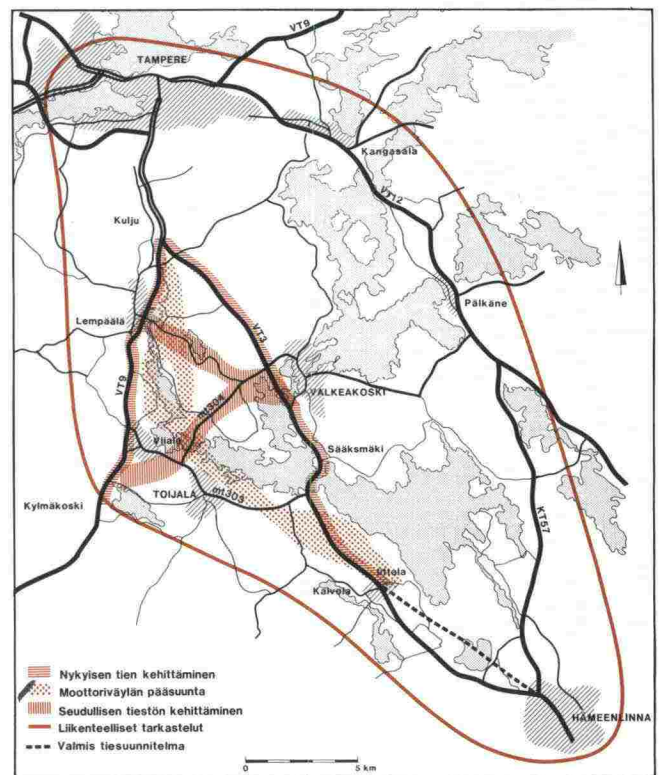 VT9
TAMPERE
Kangasala
VT12
Kulju
Pälkäne
Lempäälä
VT3
VT9
VALKEAKOSKI
mt304
Sääksmäki
Viiala
TOIJALA
mt303
Kylmäkoski
KT57
Iittala
Kalvola
HÄMEENLINNA
Nykyisen tien kehittäminen
Moottoriväylän pääsuunta
Seudullisen tiestön kehittäminen
Liikenteelliset tarkastelut
Valmis tiesuunnitelma
0 5 km